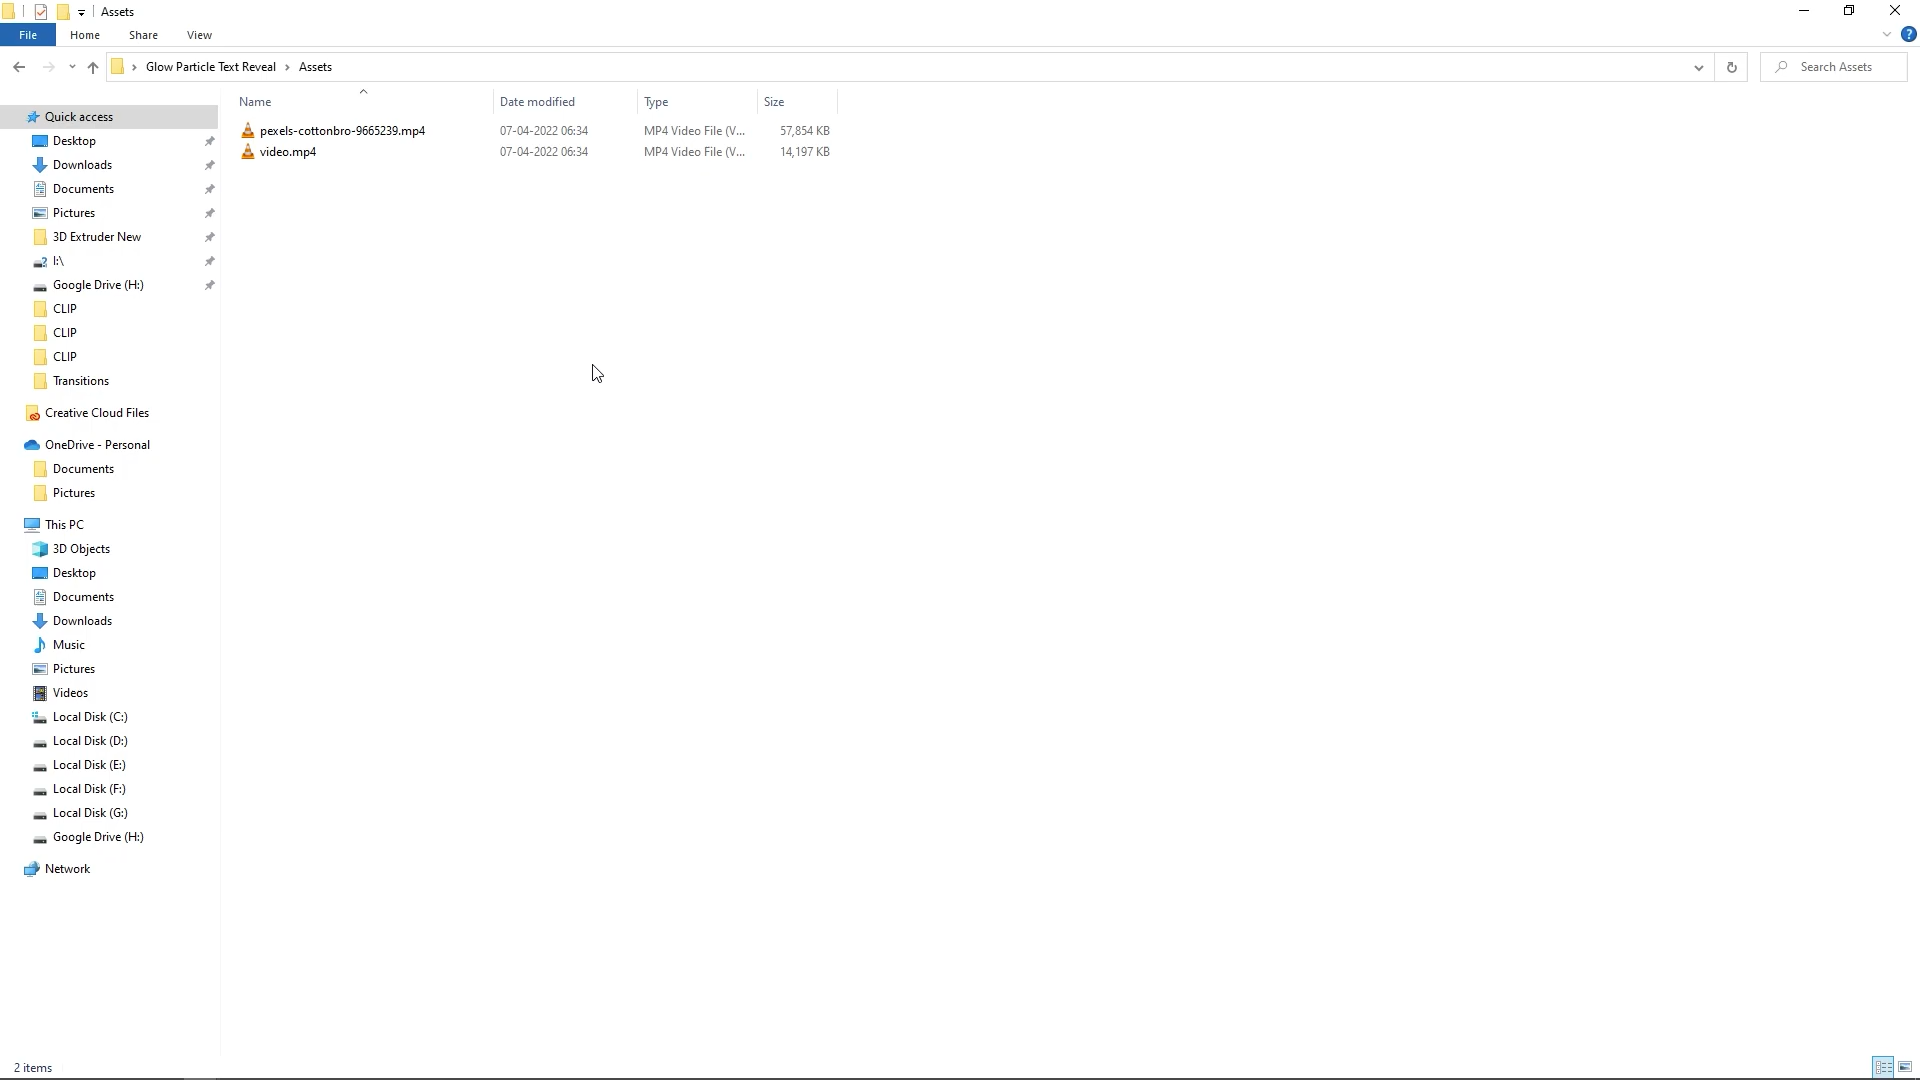 Assets
File Home Share View
Glow Particle Text Reveal Assets Search Assets
Name Date modified Type Size
pexels-cottonbro-9665239.mp4 07-04-2022 06:34 MP4 Video File (V... 57,854 KB
video.mp4 07-04-2022 06:34 MP4 Video File (V... 14,197 KB
Quick access
Desktop
Downloads
Documents
Pictures
3D Extruder New
I:\
Google Drive (H:)
CLIP
CLIP
CLIP
Transitions
Creative Cloud Files
OneDrive - Personal
Documents
Pictures
This PC
3D Objects
Desktop
Documents
Downloads
Music
Pictures
Videos
Local Disk (C:)
Local Disk (D:)
Local Disk (E:)
Local Disk (F:)
Local Disk (G:)
Google Drive (H:)
Network
2 items